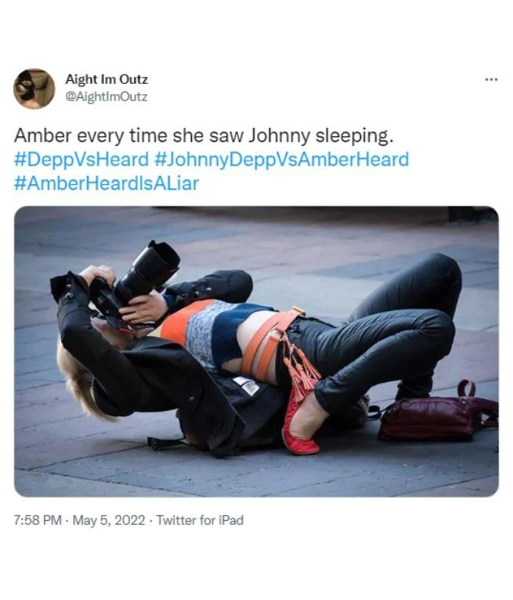 Aight Im Outz
@AightImOutz
Amber every time she saw Johnny sleeping.
#DeppVsHeard #JohnnyDeppVsAmberHeard
#AmberHeardIsALiar
7:58 PM · May 5, 2022 · Twitter for iPad